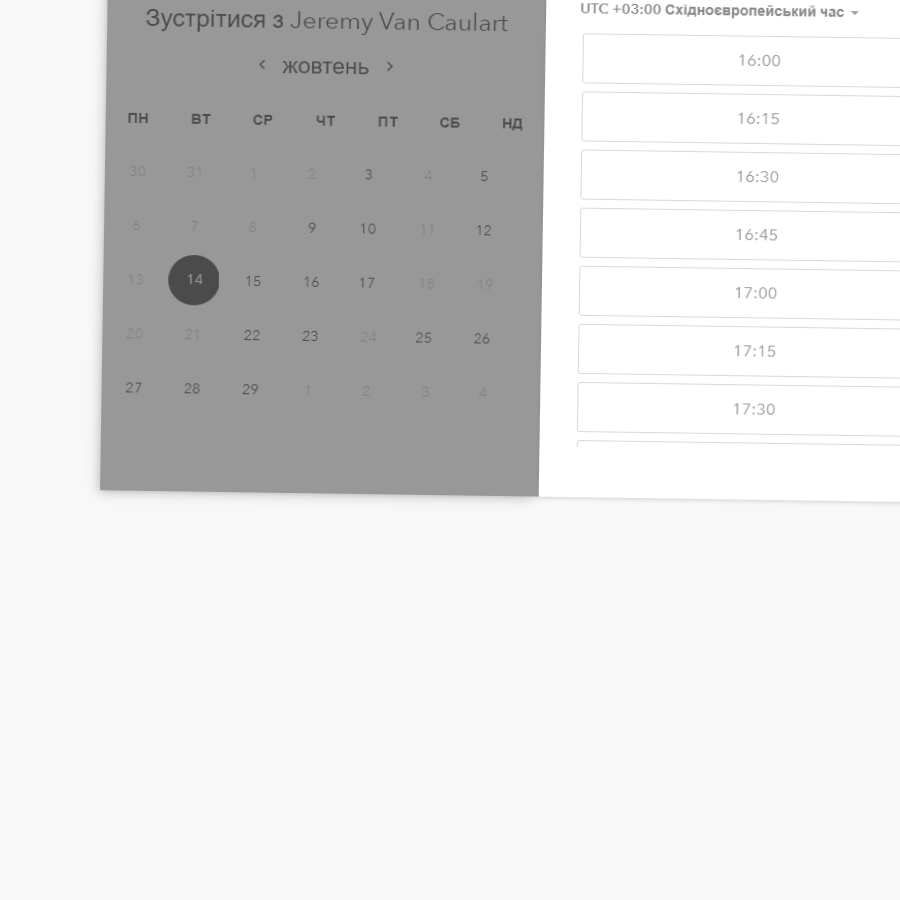 Зустрітися з Jeremy Van Caulart
жовтень
ПН ВТ СР ЧТ ПТ СБ НД
30 31 1 2 3 4 5
6 7 8 9 10 11 12
13 14 15 16 17 18 19
20 21 22 23 24 25 26
27 28 29 1 2 3 4
UTC +03:00 Східноєвропейський час
16:00
16:15
16:30
16:45
17:00
17:15
17:30